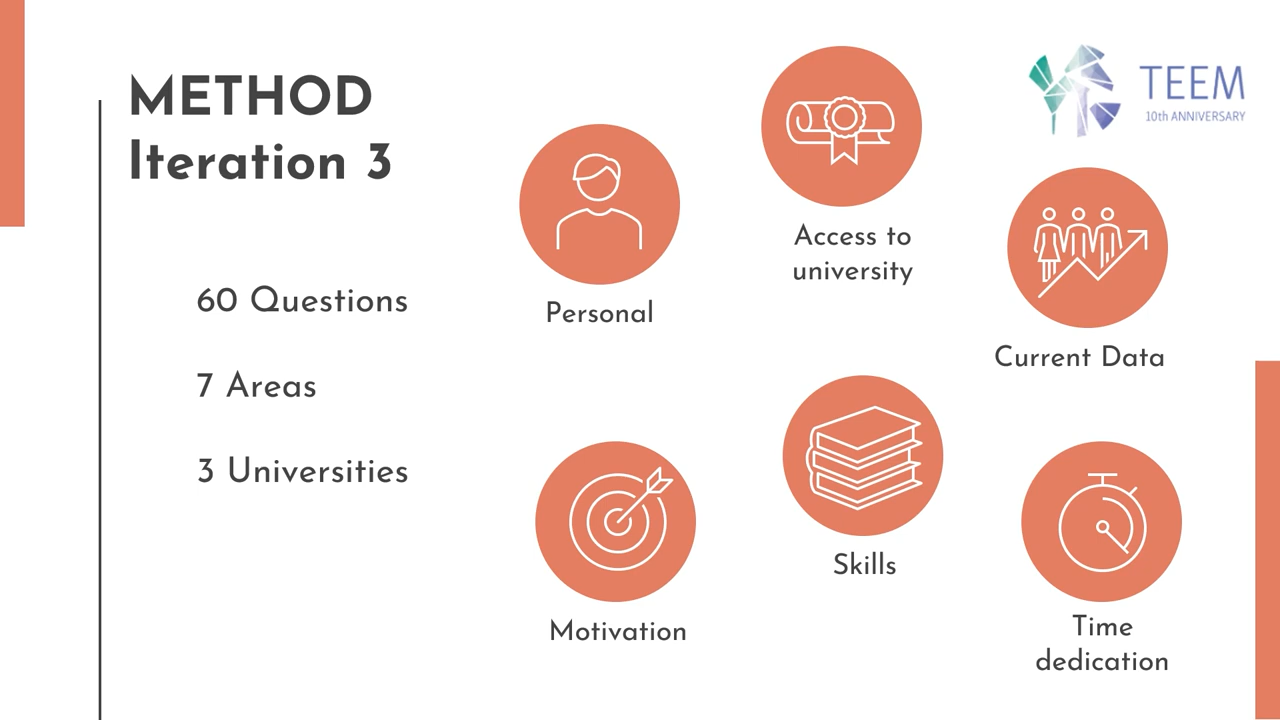 METHOD
Iteration 3
60 Questions
7 Areas
3 Universities
Personal
Access to
university
Current Data
Motivation
Skills
Time
dedication
TEEM
10th ANNIVERSARY